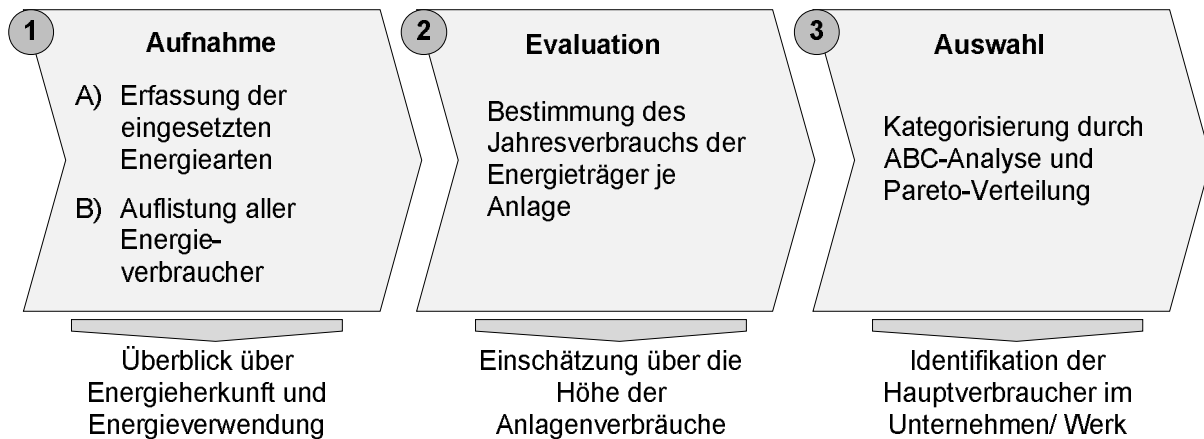 1
Aufnahme
A) Erfassung der
eingesetzten
Energiearten
B) Auflistung aller
Energie-
verbraucher
Überblick über
Energieherkunft und
Energieverwendung
2
Evaluation
Bestimmung des
Jahresverbrauchs der
Energieträger je
Anlage
Einschätzung über die
Höhe der
Anlagenverbräuche
3
Auswahl
Kategorisierung durch
ABC-Analyse und
Pareto-Verteilung
Identifikation der
Hauptverbraucher im
Unternehmen/ Werk